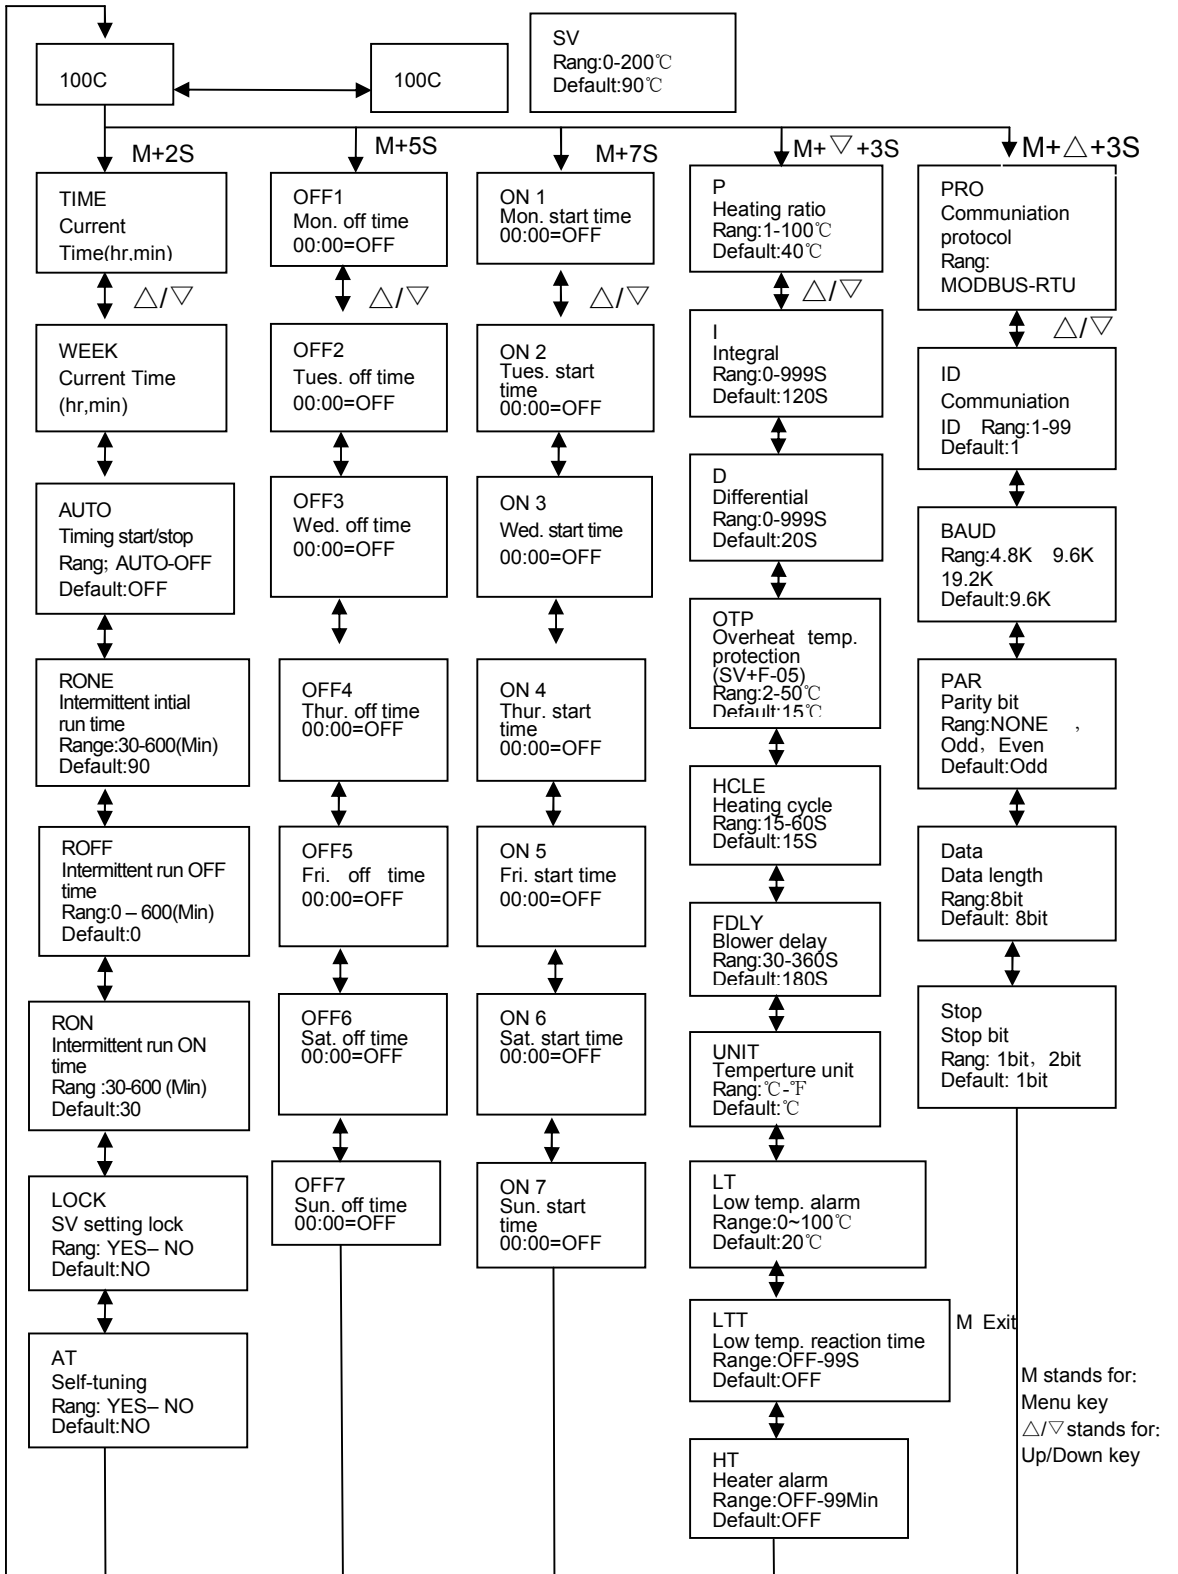 100C
100C
SV
Rang:0-200℃
Default:90℃
M+2S
M+5S
M+7S
M+▽+3S
M+△+3S
TIME
Current
Time(hr,min)
△/▽
WEEK
Current Time
(hr,min)
AUTO
Timing start/stop
Rang; AUTO-OFF
Default:OFF
RONE
Intermittent intial
run time
Range:30-600(Min)
Default:90
ROFF
Intermittent run OFF
time
Rang:0 – 600(Min)
Default:0
RON
Intermittent run ON
time
Rang :30-600 (Min)
Default:30
LOCK
SV setting lock
Rang: YES– NO
Default:NO
AT
Self-tuning
Rang: YES– NO
Default:NO
OFF1
Mon. off time
00:00=OFF
△/▽
OFF2
Tues. off time
00:00=OFF
OFF3
Wed. off time
00:00=OFF
OFF4
Thur. off time
00:00=OFF
OFF5
Fri. off time
00:00=OFF
OFF6
Sat. off time
00:00=OFF
OFF7
Sun. off time
00:00=OFF
ON 1
Mon. start time
00:00=OFF
△/▽
ON 2
Tues. start
time
00:00=OFF
ON 3
Wed. start time
00:00=OFF
ON 4
Thur. start
time
00:00=OFF
ON 5
Fri. start time
00:00=OFF
ON 6
Sat. start time
00:00=OFF
ON 7
Sun. start
time
00:00=OFF
P
Heating ratio
Rang:1-100℃
Default:40℃
△/▽
I
Integral
Rang:0-999S
Default:120S
D
Differential
Rang:0-999S
Default:20S
OTP
Overheat temp.
protection
(SV+F-05)
Rang:2-50℃
Default:15℃
HCLE
Heating cycle
Rang:15-60S
Default:15S
FDLY
Blower delay
Rang:30-360S
Default:180S
UNIT
Temperture unit
Rang:℃-℉
Default:℃
LT
Low temp. alarm
Range:0~100℃
Default:20℃
LTT
Low temp. reaction time
Range:OFF-99S
Default:OFF
HT
Heater alarm
Range:OFF-99Min
Default:OFF
PRO
Communiation
protocol
Rang:
MODBUS-RTU
△/▽
ID
Communiation
ID Rang:1-99
Default:1
BAUD
Rang:4.8K 9.6K
19.2K
Default:9.6K
PAR
Parity bit
Rang:NONE ，
Odd，Even
Default:Odd
Data
Data length
Rang:8bit
Default: 8bit
Stop
Stop bit
Rang: 1bit，2bit
Default: 1bit
M Exit
M stands for:
Menu key
△/▽stands for:
Up/Down key